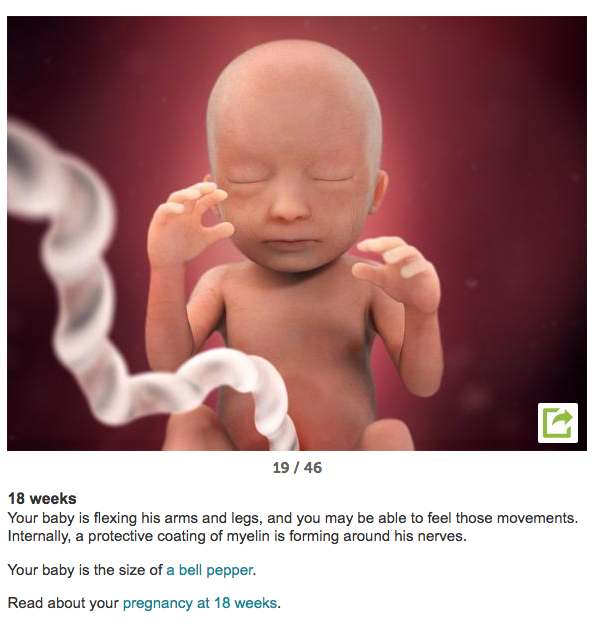 19 / 46
18 weeks
Your baby is flexing his arms and legs, and you may be able to feel those movements.
Internally, a protective coating of myelin is forming around his nerves.
Your baby is the size of a bell pepper.
Read about your pregnancy at 18 weeks.